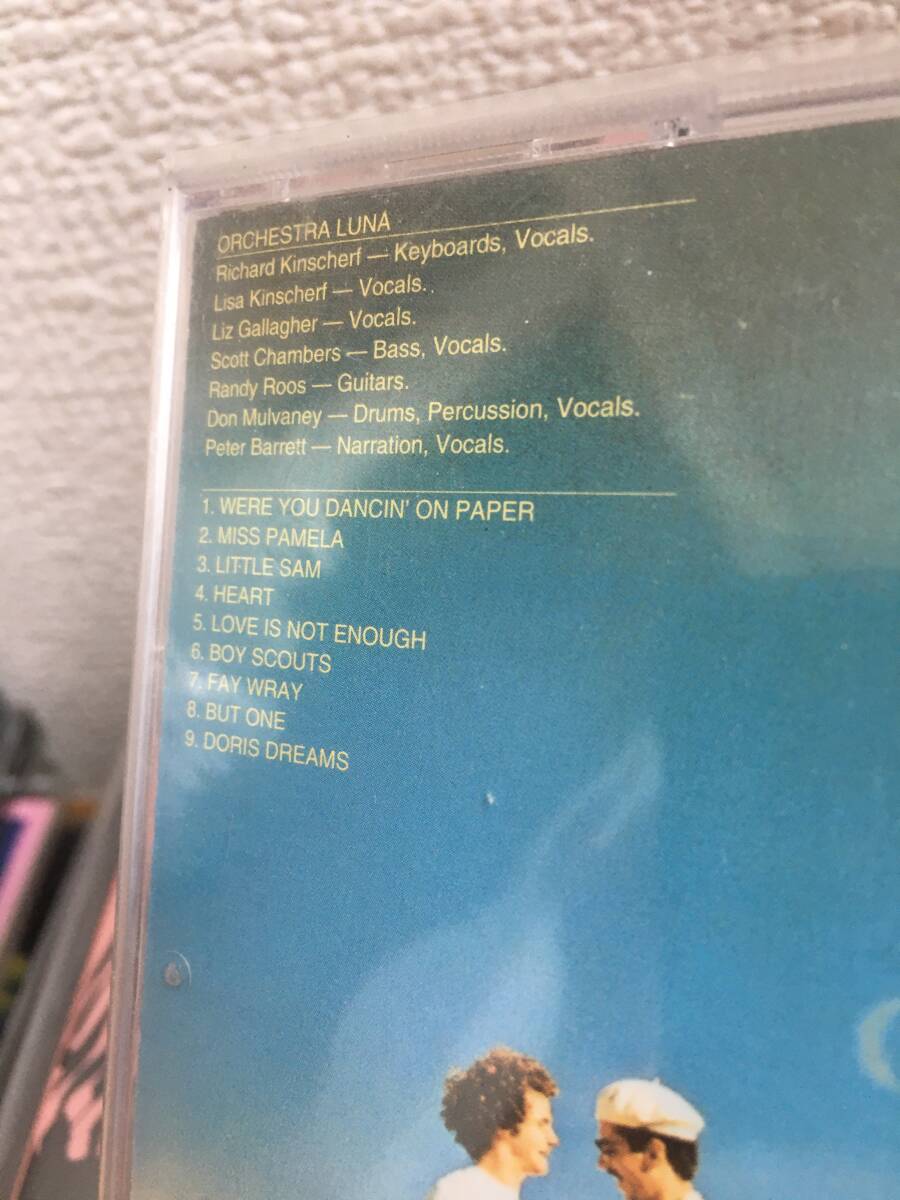 ORCHESTRA LUNA
Richard Kinscherf — Keyboards, Vocals.
Lisa Kinscherf — Vocals.
Liz Gallagher — Vocals.
Scott Chambers — Bass, Vocals.
Randy Roos — Guitars.
Don Mulvaney — Drums, Percussion, Vocals.
Peter Barrett — Narration, Vocals.
1. WERE YOU DANCIN' ON PAPER
2. MISS PAMELA
3. LITTLE SAM
4. HEART
5. LOVE IS NOT ENOUGH
6. BOY SCOUTS
7. FAY WRAY
8. BUT ONE
9. DORIS DREAMS